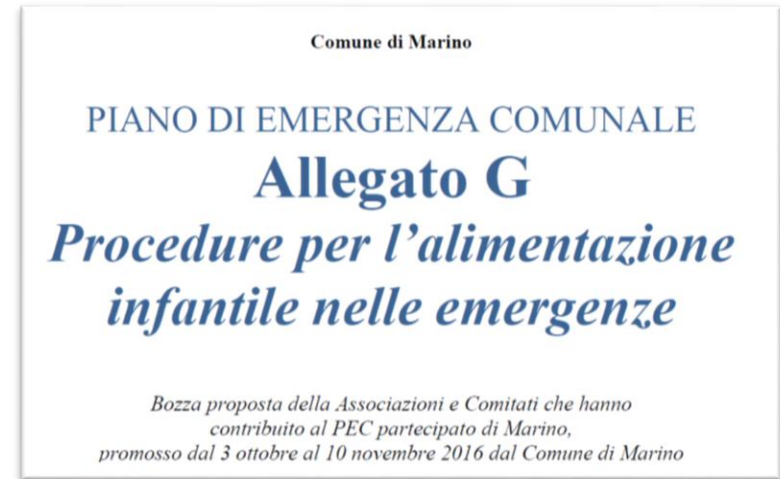 Comune di Marino
PIANO DI EMERGENZA COMUNALE
Allegato G
Procedure per l’alimentazione
infantile nelle emergenze
Bozza proposta della Associazioni e Comitati che hanno
contribuito al PEC partecipato di Marino,
promosso dal 3 ottobre al 10 novembre 2016 dal Comune di Marino